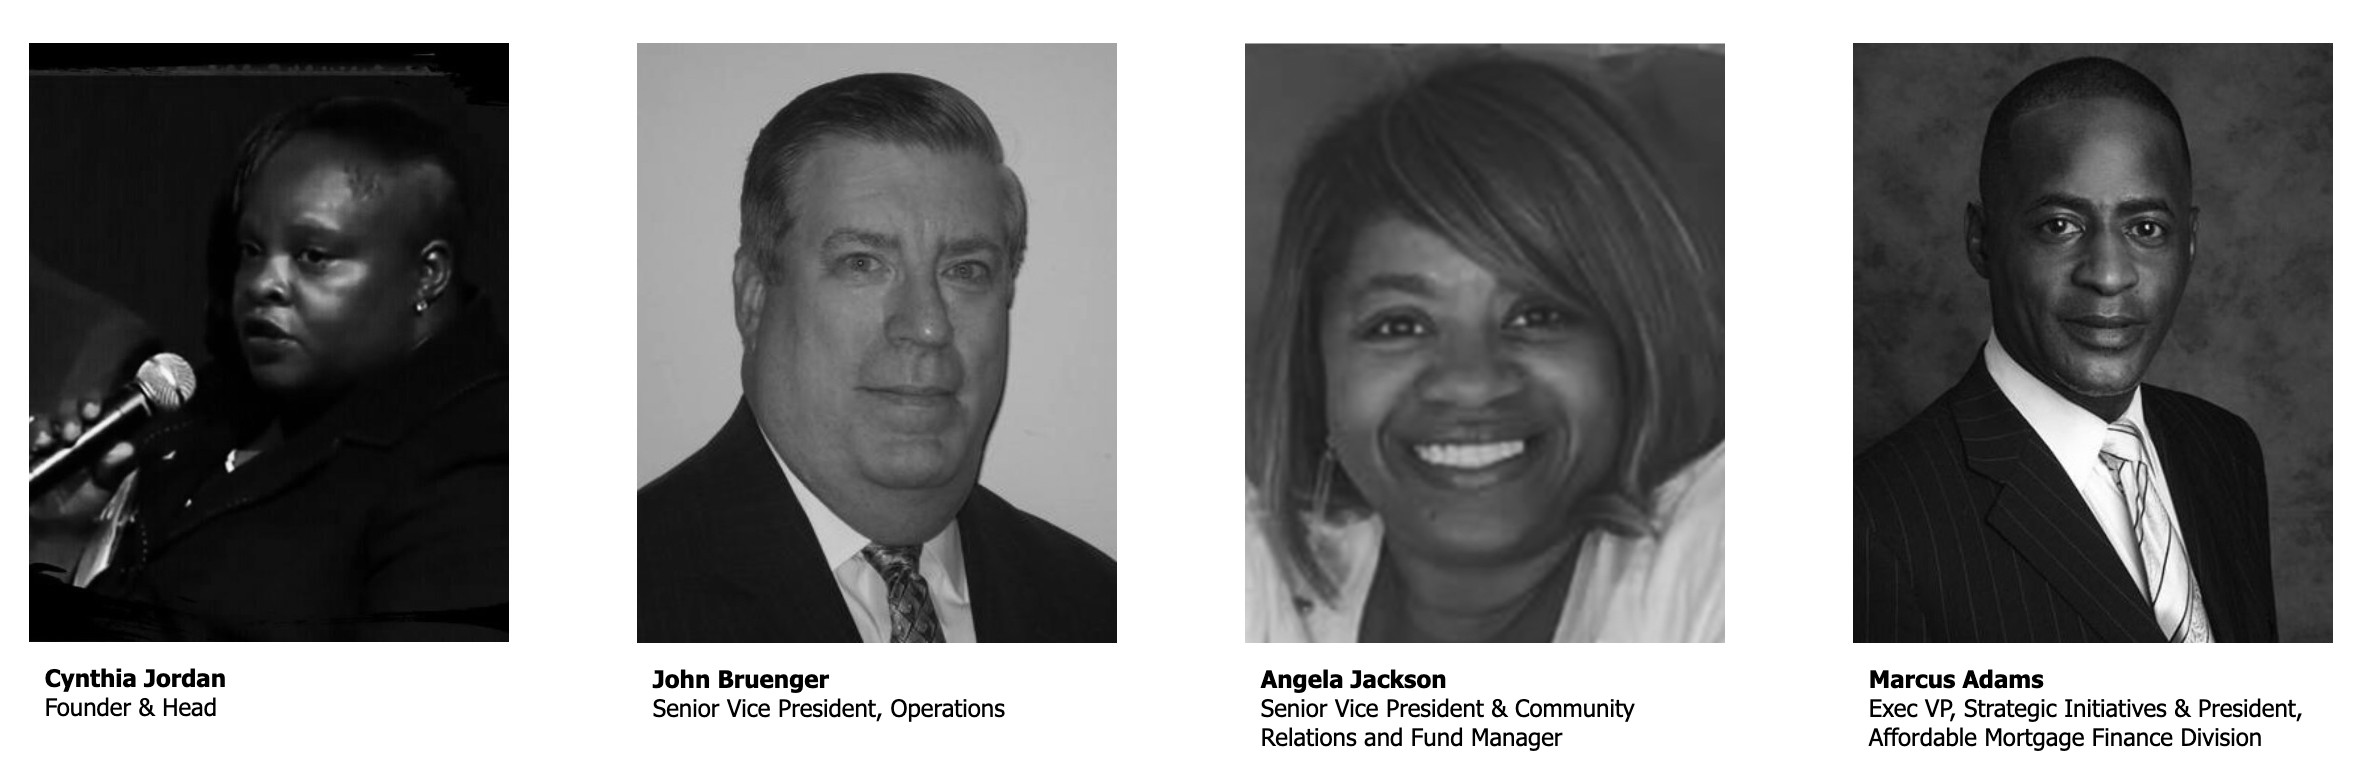 Cynthia Jordan
Founder & Head
John Bruenger
Senior Vice President, Operations
Angela Jackson
Senior Vice President & Community
Relations and Fund Manager
Marcus Adams
Exec VP, Strategic Initiatives & President,
Affordable Mortgage Finance Division